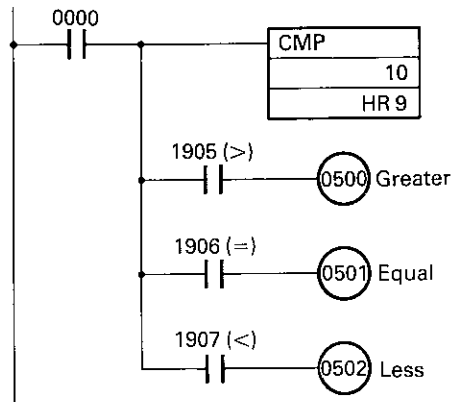 0000
CMP
10
HR 9
1905 (>)
0500 Greater
1906 (=)
0501 Equal
1907 (<)
0502 Less